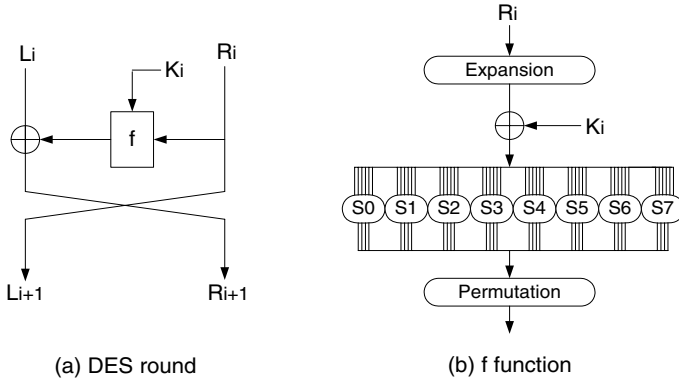 Li
Ri
Ki
f
Li+1
Ri+1
(a) DES round
Ri
Expansion
Ki
S0 S1 S2 S3 S4 S5 S6 S7
Permutation
(b) f function